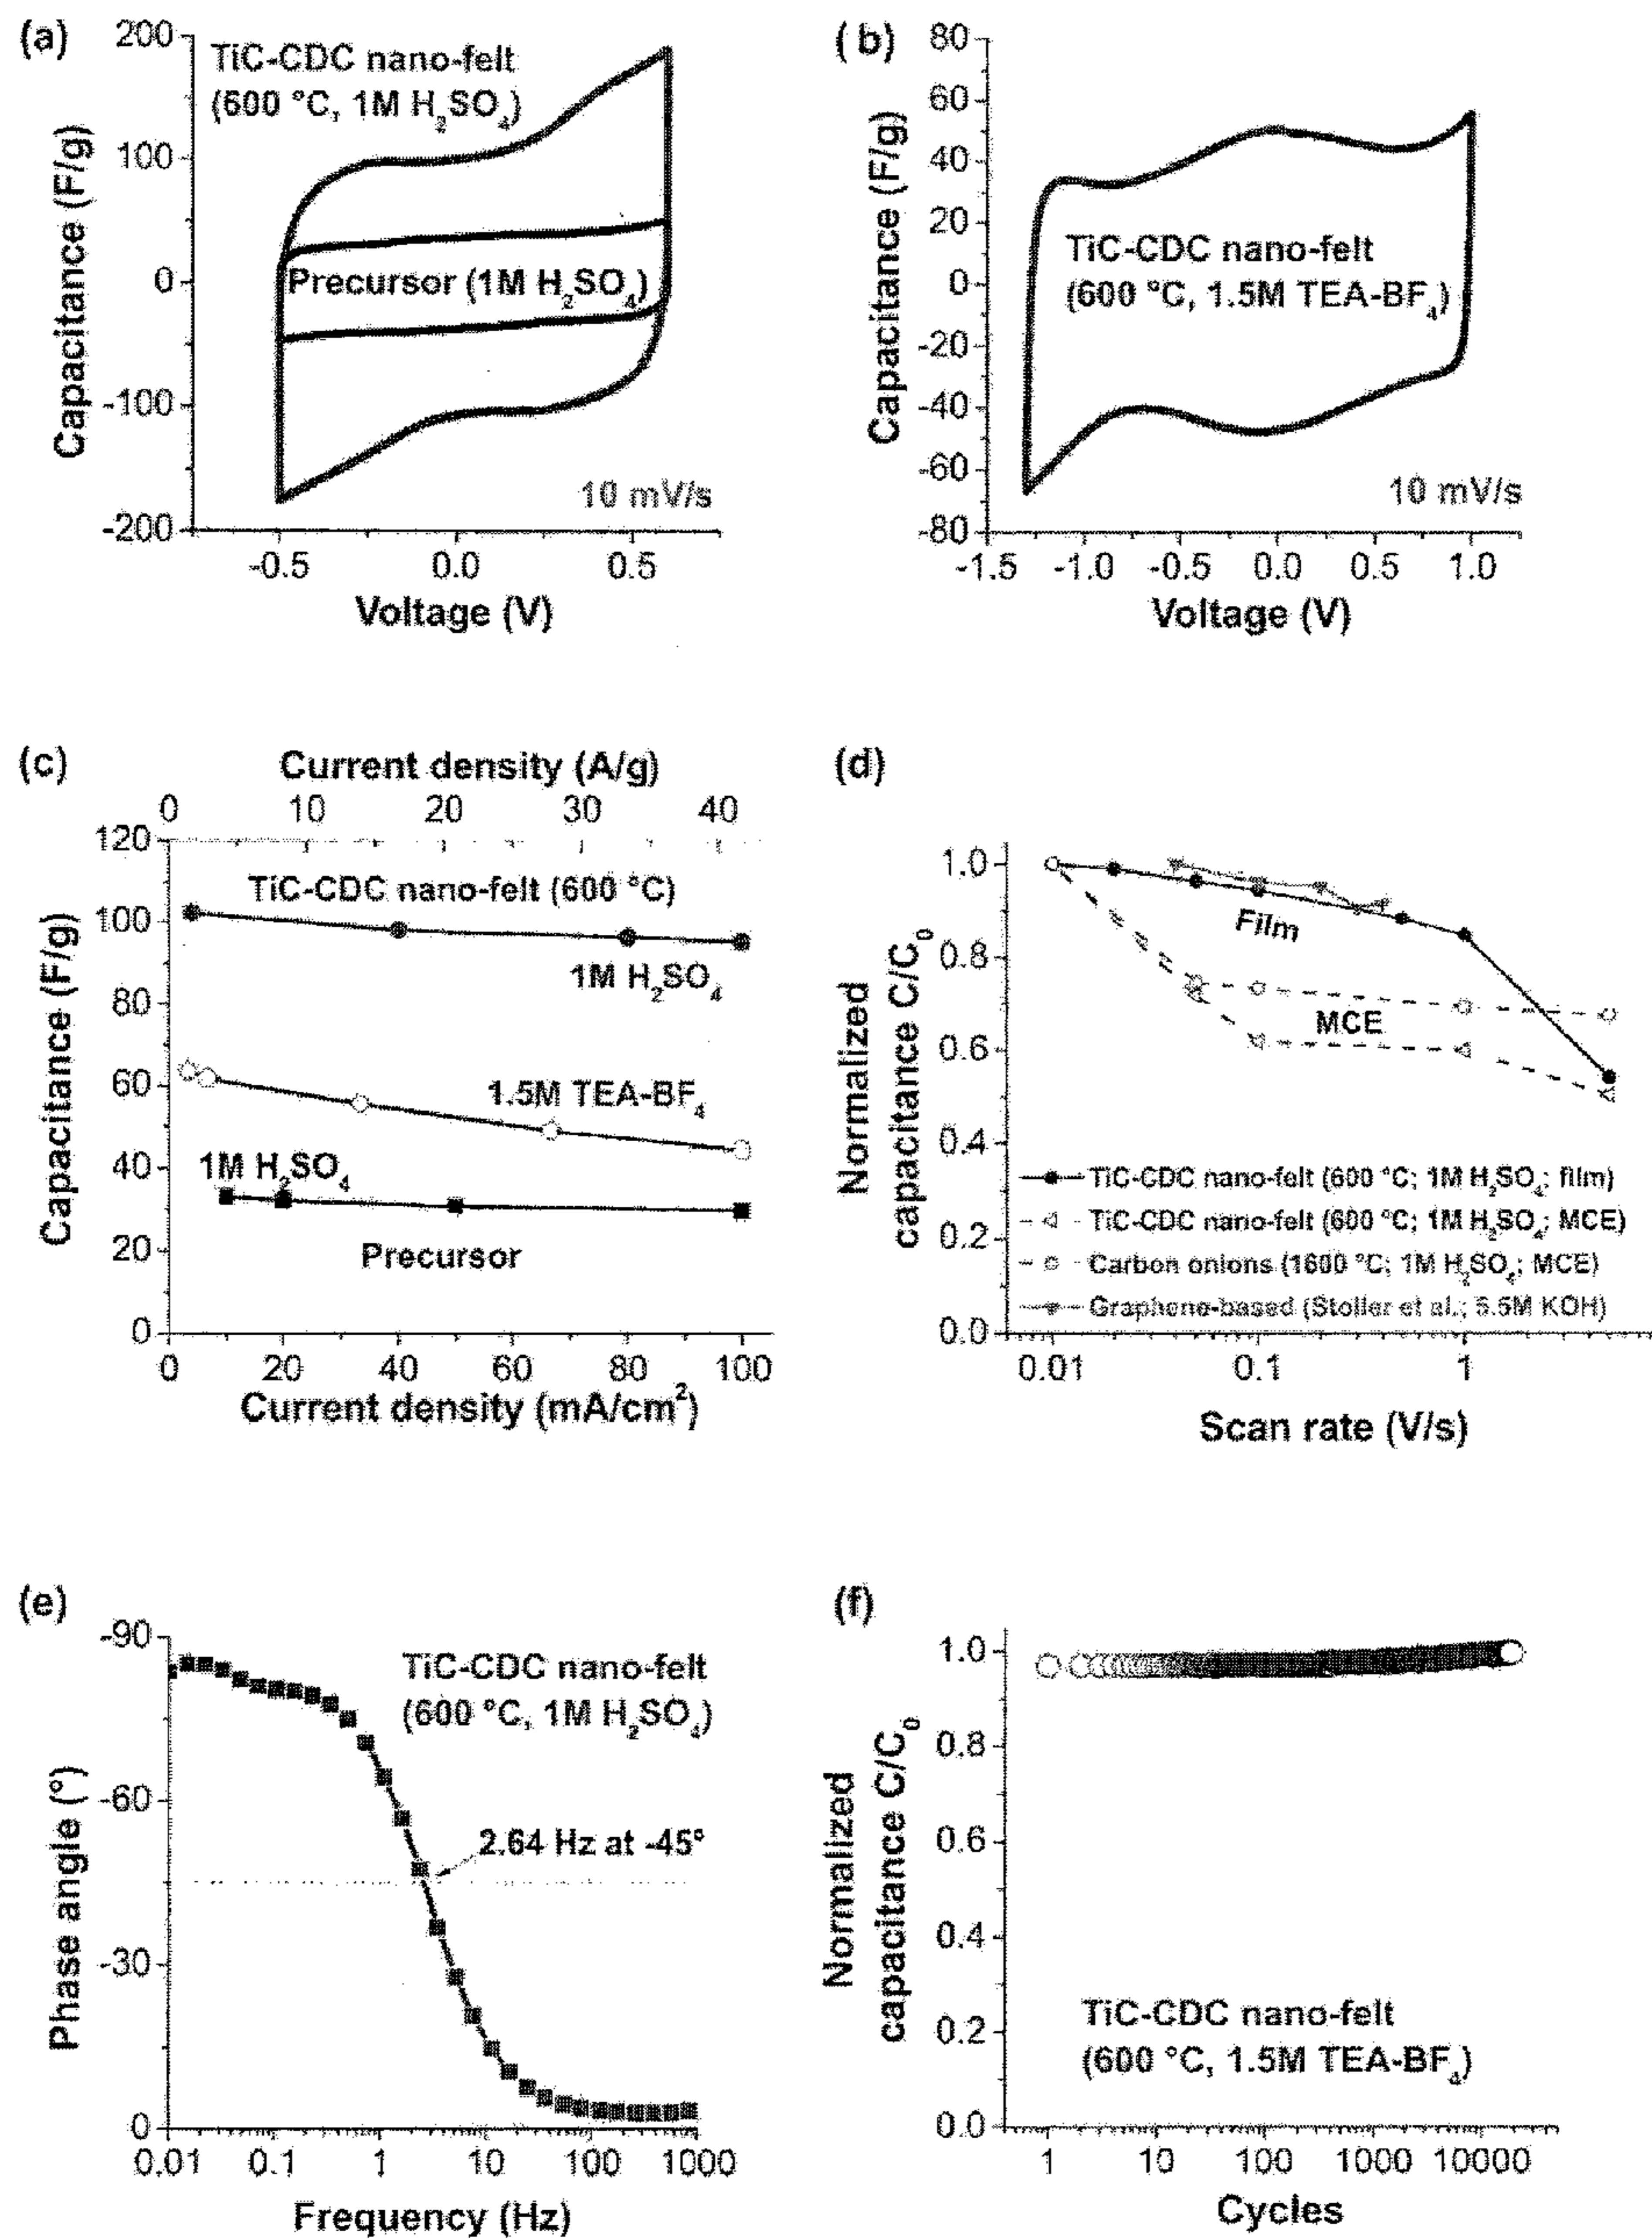 (a)
200
100
0
-100
-200
Capacitance (F/g)
TiC-CDC nano-felt
(600 °C, 1M H₂SO₄)
Precursor (1M H₂SO₄)
10 mV/s
-0.5 0.0 0.5
Voltage (V)
(b)
80
60
40
20
0
-20
-40
-60
-80
Capacitance (F/g)
TiC-CDC nano-felt
(600 °C, 1.5M TEA-BF₄)
10 mV/s
-1.5 -1.0 -0.5 0.0 0.5 1.0
Voltage (V)
(c)
Current density (A/g)
0 10 20 30 40
120
100
80
60
40
20
0
Capacitance (F/g)
TiC-CDC nano-felt (600 °C)
1M H₂SO₄
1.5M TEA-BF₄
1M H₂SO₄
Precursor
0 20 40 60 80 100
Current density (mA/cm²)
(d)
1.0
0.8
0.6
0.4
0.2
0.0
Normalized
capacitance C/C₀
Film
MCE
TiC-CDC nano-felt (600 °C; 1M H₂SO₄; film)
TiC-CDC nano-felt (600 °C; 1M H₂SO₄; MCE)
Carbon onions (1600 °C; 1M H₂SO₄; MCE)
Graphene-based (Stoller et al.; 5.5M KOH)
0.01 0.1 1
Scan rate (V/s)
(e)
-90
-60
-30
0
Phase angle (°)
TiC-CDC nano-felt
(600 °C, 1M H₂SO₄)
2.64 Hz at -45°
0.01 0.1 1 10 100 1000
Frequency (Hz)
(f)
1.0
0.8
0.6
0.4
0.2
0.0
Normalized
capacitance C/C₀
TiC-CDC nano-felt
(600 °C, 1.5M TEA-BF₄)
1 10 100 1000 10000
Cycles